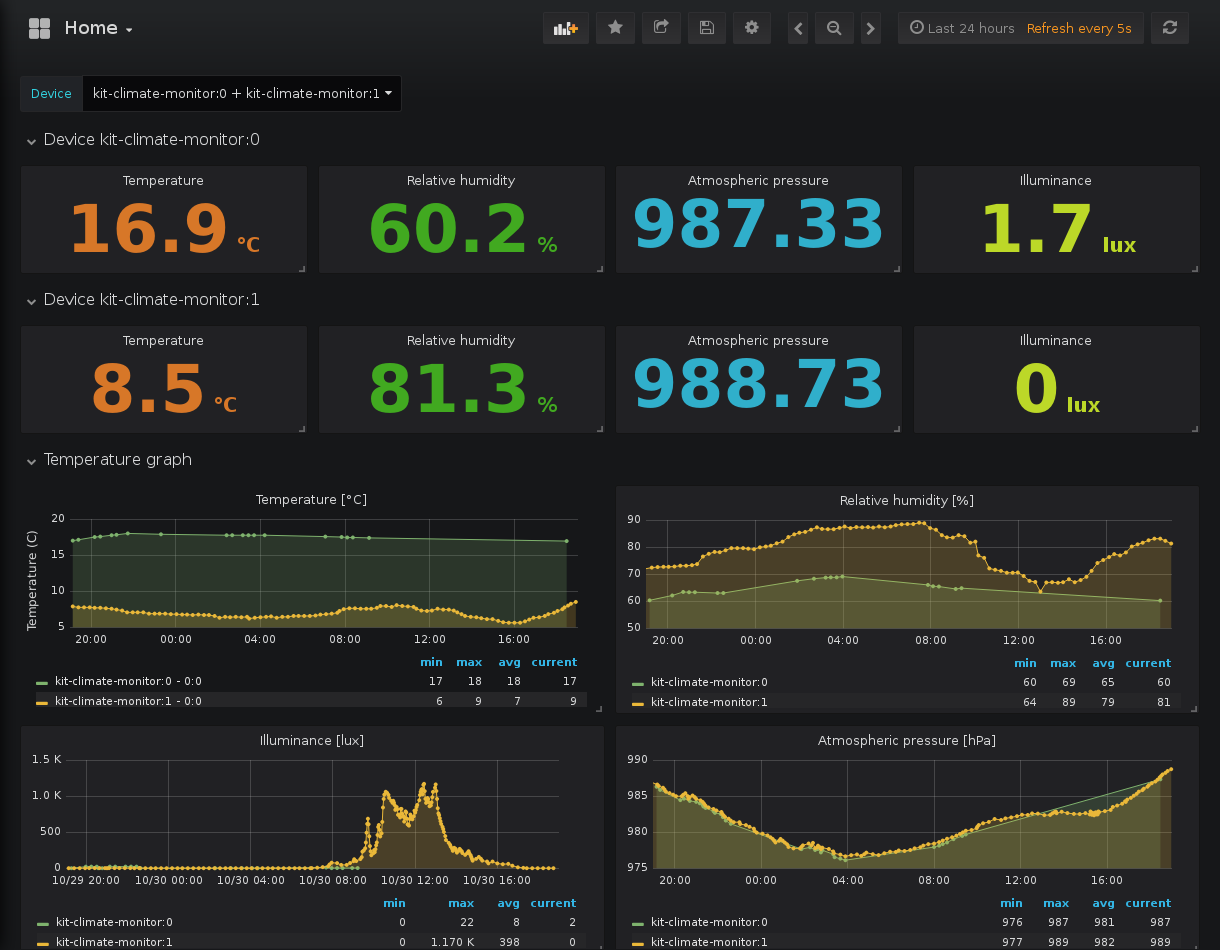 Home
Last 24 hours Refresh every 5s
Device kit-climate-monitor:0 + kit-climate-monitor:1
Device kit-climate-monitor:0
Temperature Relative humidity Atmospheric pressure Illuminance
16.9 °C 60.2 % 987.33 1.7 lux
Device kit-climate-monitor:1
Temperature Relative humidity Atmospheric pressure Illuminance
8.5 °C 81.3 % 988.73 0 lux
Temperature graph
Temperature [°C]
Temperature (C)
20
15
10
5
20:00 00:00 04:00 08:00 12:00 16:00
min max avg current
kit-climate-monitor:0 - 0:0 17 18 18 17
kit-climate-monitor:1 - 0:0 6 9 7 9
Relative humidity [%]
90
80
70
60
50
20:00 00:00 04:00 08:00 12:00 16:00
min max avg current
kit-climate-monitor:0 60 69 65 60
kit-climate-monitor:1 64 89 79 81
Illuminance [lux]
1.5 K
1.0 K
500
0
10/29 20:00 10/30 00:00 10/30 04:00 10/30 08:00 10/30 12:00 10/30 16:00
min max avg current
kit-climate-monitor:0 0 22 8 2
kit-climate-monitor:1 0 1.170 K 398 0
Atmospheric pressure [hPa]
990
985
980
975
20:00 00:00 04:00 08:00 12:00 16:00
min max avg current
kit-climate-monitor:0 976 987 981 987
kit-climate-monitor:1 977 989 982 989